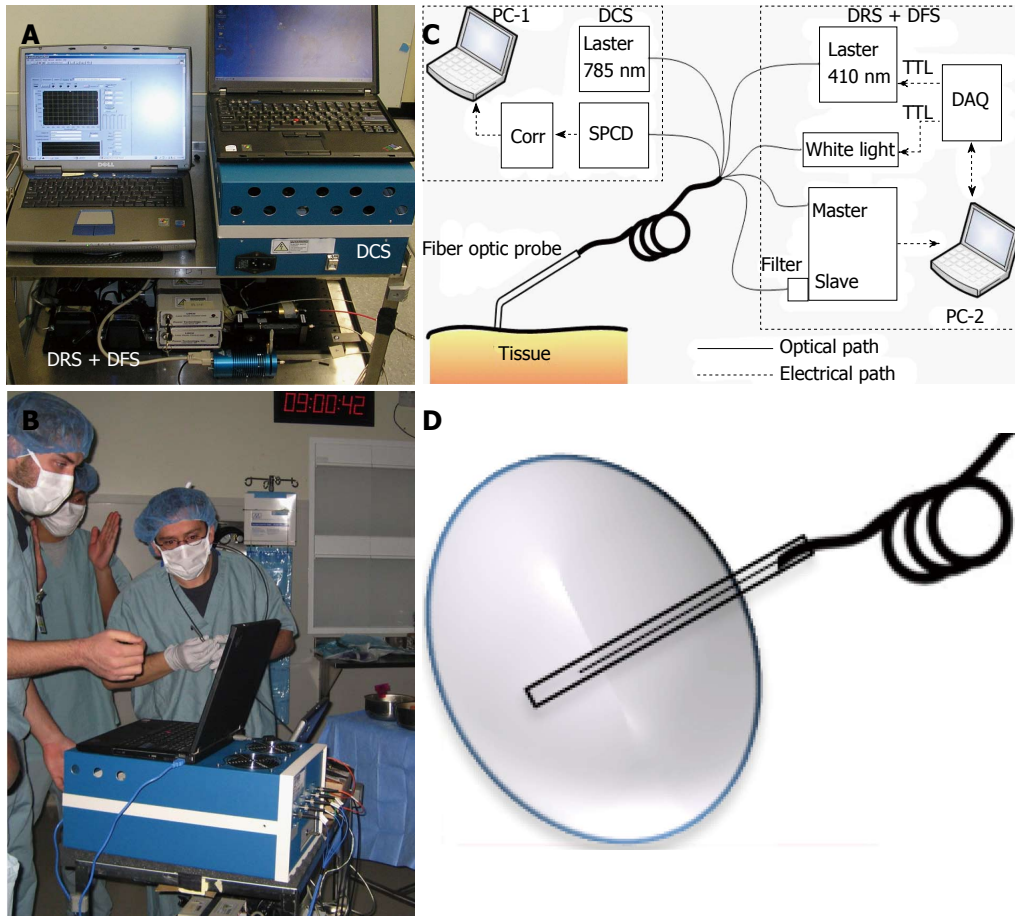 A
DELL
DCS
DRS + DFS
B
09:00:42
C
PC-1
DCS
Laster
785 nm
Corr
SPCD
DRS + DFS
Laster
410 nm
TTL
TTL
DAQ
White light
Master
Filter
Slave
PC-2
Fiber optic probe
Tissue
Optical path
Electrical path
D